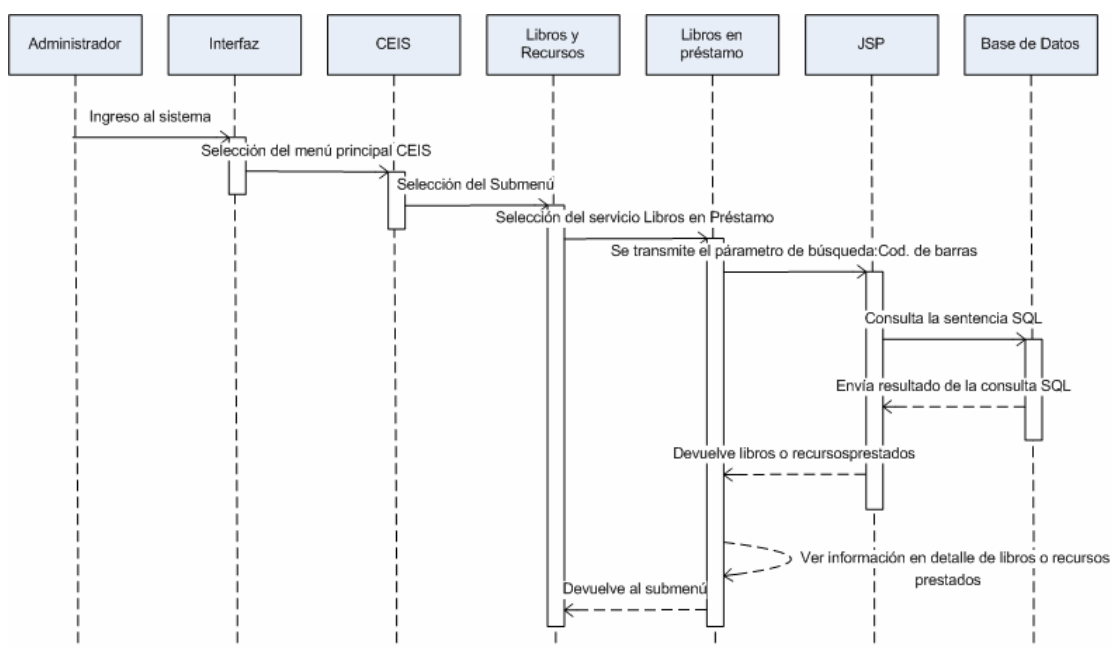 Administrador
Interfaz
CEIS
Libros y
Recursos
Libros en
préstamo
JSP
Base de Datos
Ingreso al sistema
Selección del menú principal CEIS
Selección del Submenú
Selección del servicio Libros en Préstamo
Se transmite el párametro de búsqueda:Cod. de barras
Consulta la sentencia SQL
Envía resultado de la consulta SQL
Devuelve libros o recursosprestados
Ver información en detalle de libros o recursos
prestados
Devuelve al submenú